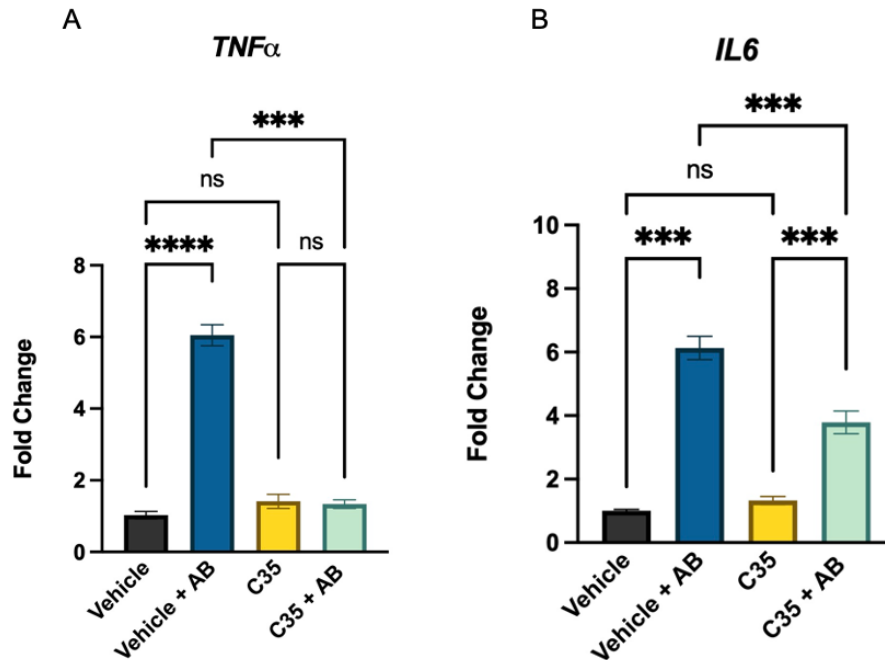 A
TNFα
✱✱✱
ns
✱✱✱✱
ns
8
6
4
2
0
Fold Change
Vehicle
Vehicle + AB
C35
C35 + AB
B
IL6
✱✱✱
ns
✱✱✱
✱✱✱
10
8
6
4
2
0
Fold Change
Vehicle
Vehicle + AB
C35
C35 + AB